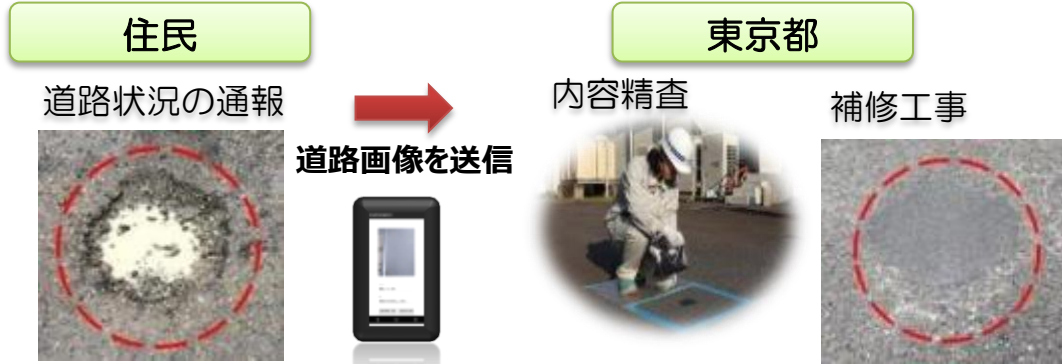 住民
東京都
道路状況の通報
道路画像を送信
内容精査
補修工事